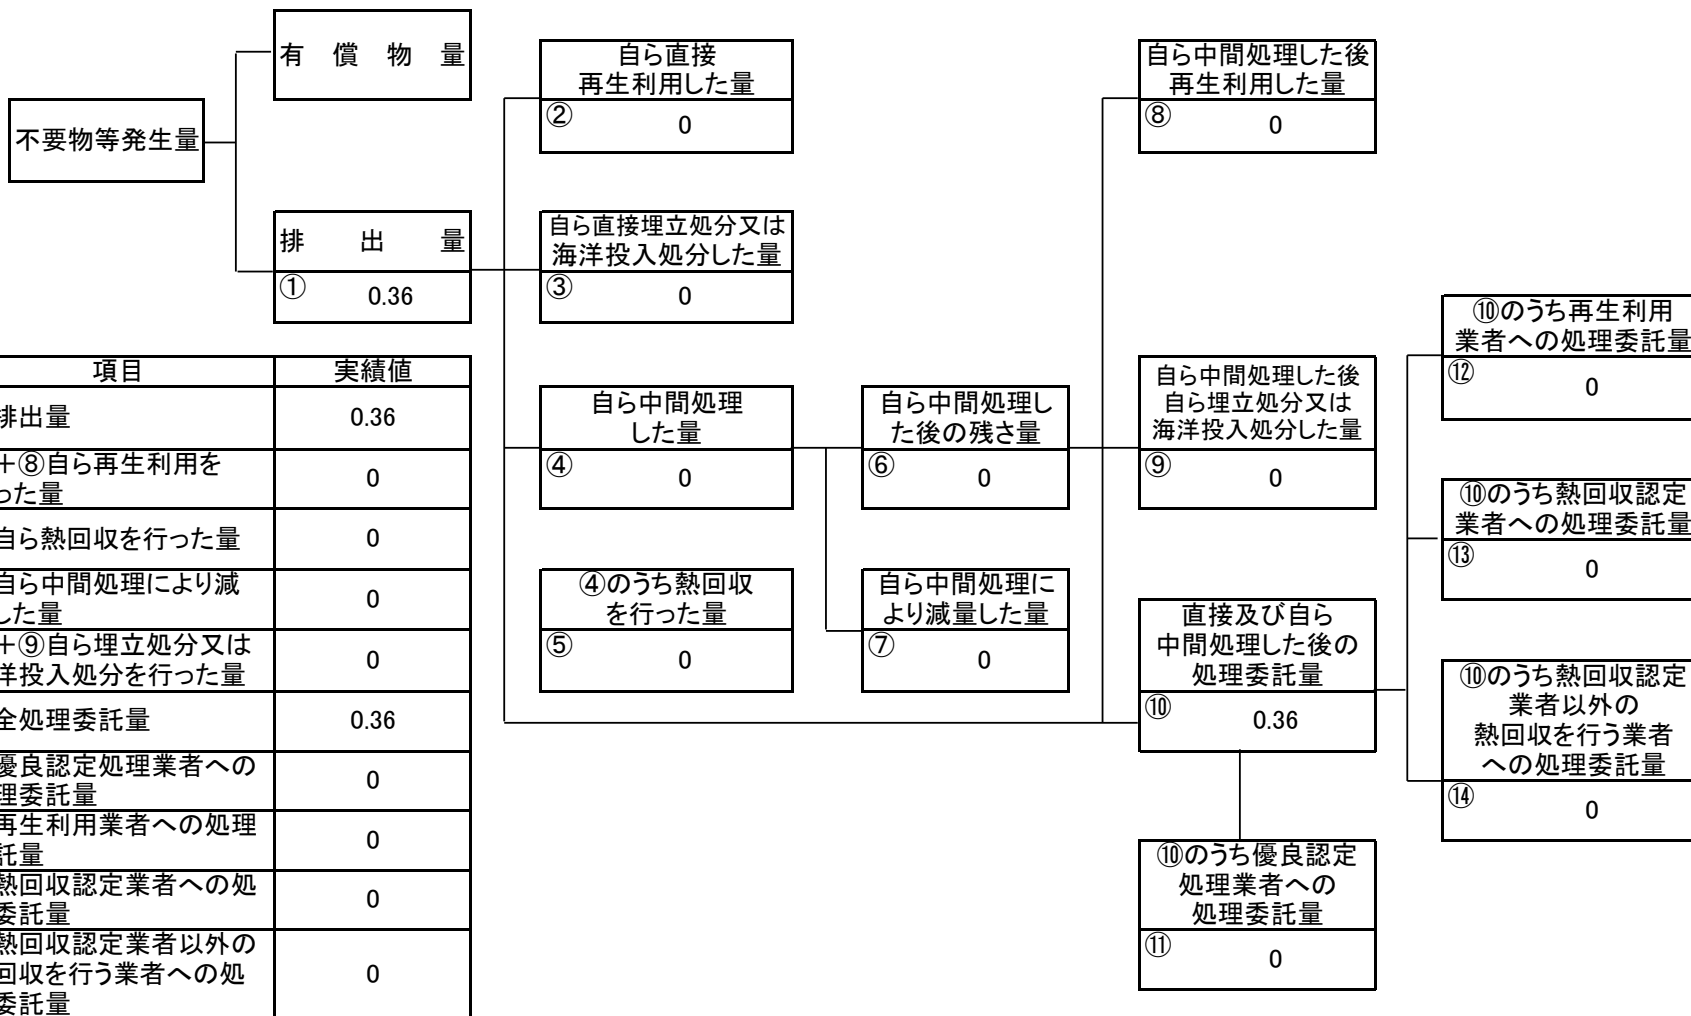 有償物量
不要物等発生量
排出量
① 0.36
自ら直接
再生利用した量
② 0
自ら直接埋立処分又は
海洋投入処分した量
③ 0
自ら中間処理
した量
④ 0
④のうち熱回収
を行った量
⑤ 0
自ら中間処理し
た後の残さ量
⑥ 0
自ら中間処理に
より減量した量
⑦ 0
自ら中間処理した後
再生利用した量
⑧ 0
自ら中間処理した後
自ら埋立処分又は
海洋投入処分した量
⑨ 0
直接及び自ら
中間処理した後の
処理委託量
⑩ 0.36
⑩のうち優良認定
処理業者への
処理委託量
⑪ 0
⑩のうち再生利用
業者への処理委託量
⑫ 0
⑩のうち熱回収認定
業者への処理委託量
⑬ 0
⑩のうち熱回収認定
業者以外の
熱回収を行う業者
への処理委託量
⑭ 0
項目 実績値
排出量 0.36
+⑧自ら再生利用を
った量 0
自ら熱回収を行った量 0
自ら中間処理により減
した量 0
+⑨自ら埋立処分又は
洋投入処分を行った量 0
全処理委託量 0.36
優良認定処理業者への
理委託量 0
再生利用業者への処理
託量 0
熱回収認定業者への処
委託量 0
熱回収認定業者以外の
回収を行う業者への処
委託量 0